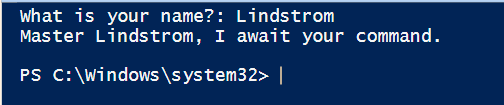 What is your name?: Lindstrom
Master Lindstrom, I await your command.
PS C:\Windows\system32>